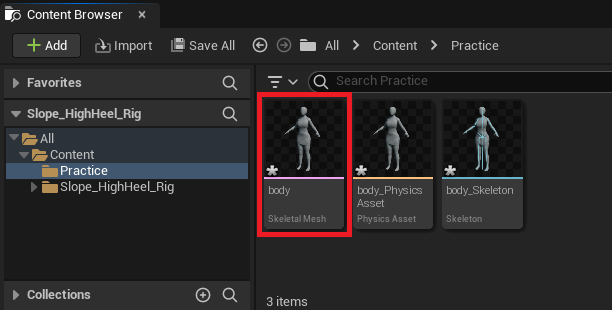 Content Browser ×
Add Import Save All All Content Practice
Favorites
Search Practice
Slope_HighHeel_Rig
All
Content
Practice
Slope_HighHeel_Rig
body
Skeletal Mesh
body_Physics
Asset
Physics Asset
body_Skeleton
Skeleton
Collections
3 items